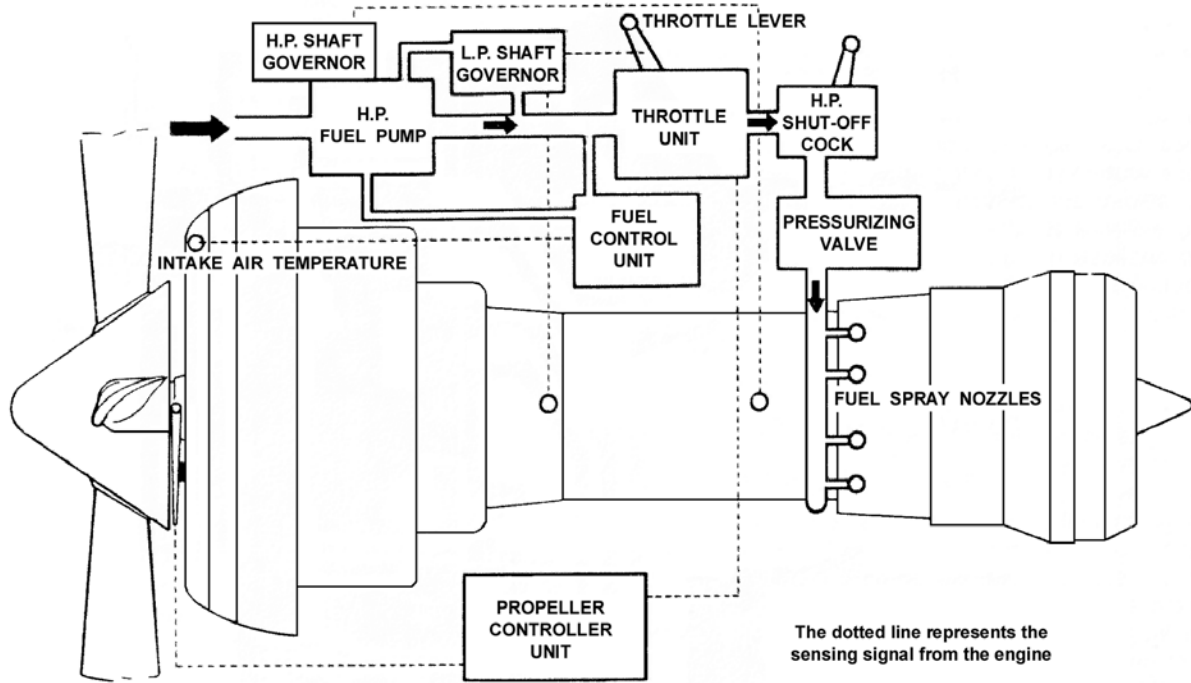 THROTTLE LEVER
H.P. SHAFT
GOVERNOR
L.P. SHAFT
GOVERNOR
H.P.
FUEL PUMP
THROTTLE
UNIT
H.P.
SHUT-OFF
COCK
FUEL
CONTROL
UNIT
PRESSURIZING
VALVE
INTAKE AIR TEMPERATURE
FUEL SPRAY NOZZLES
PROPELLER
CONTROLLER
UNIT
The dotted line represents the
sensing signal from the engine